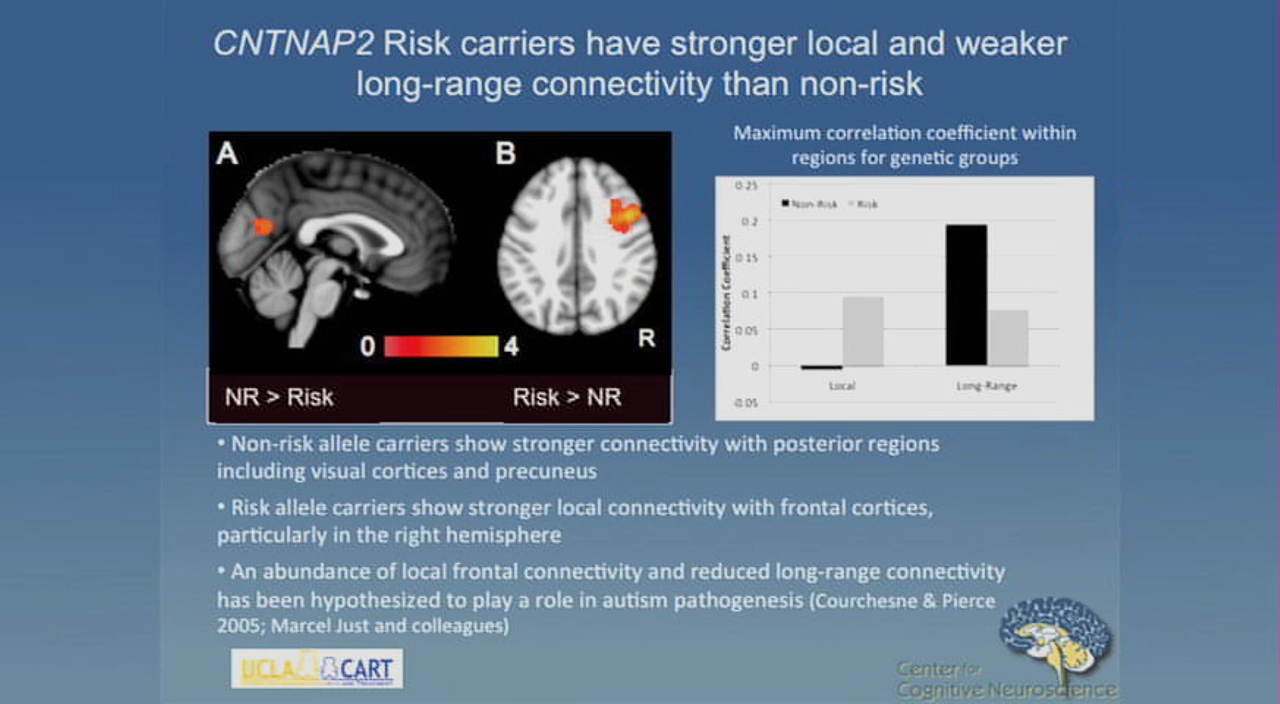 CNTNAP2 Risk carriers have stronger local and weaker
long-range connectivity than non-risk
A
B
R
0
4
NR > Risk
Risk > NR
Maximum correlation coefficient within
regions for genetic groups
Non-Risk
Risk
Correlation Coefficient
0.25
0.2
0.15
0.1
0.05
0
-0.05
Local
Long-Range
• Non-risk allele carriers show stronger connectivity with posterior regions
including visual cortices and precuneus
• Risk allele carriers show stronger local connectivity with frontal cortices,
particularly in the right hemisphere
• An abundance of local frontal connectivity and reduced long-range connectivity
has been hypothesized to play a role in autism pathogenesis (Courchesne & Pierce
2005; Marcel Just and colleagues)
UCLA CART
Center for
Cognitive Neuroscience